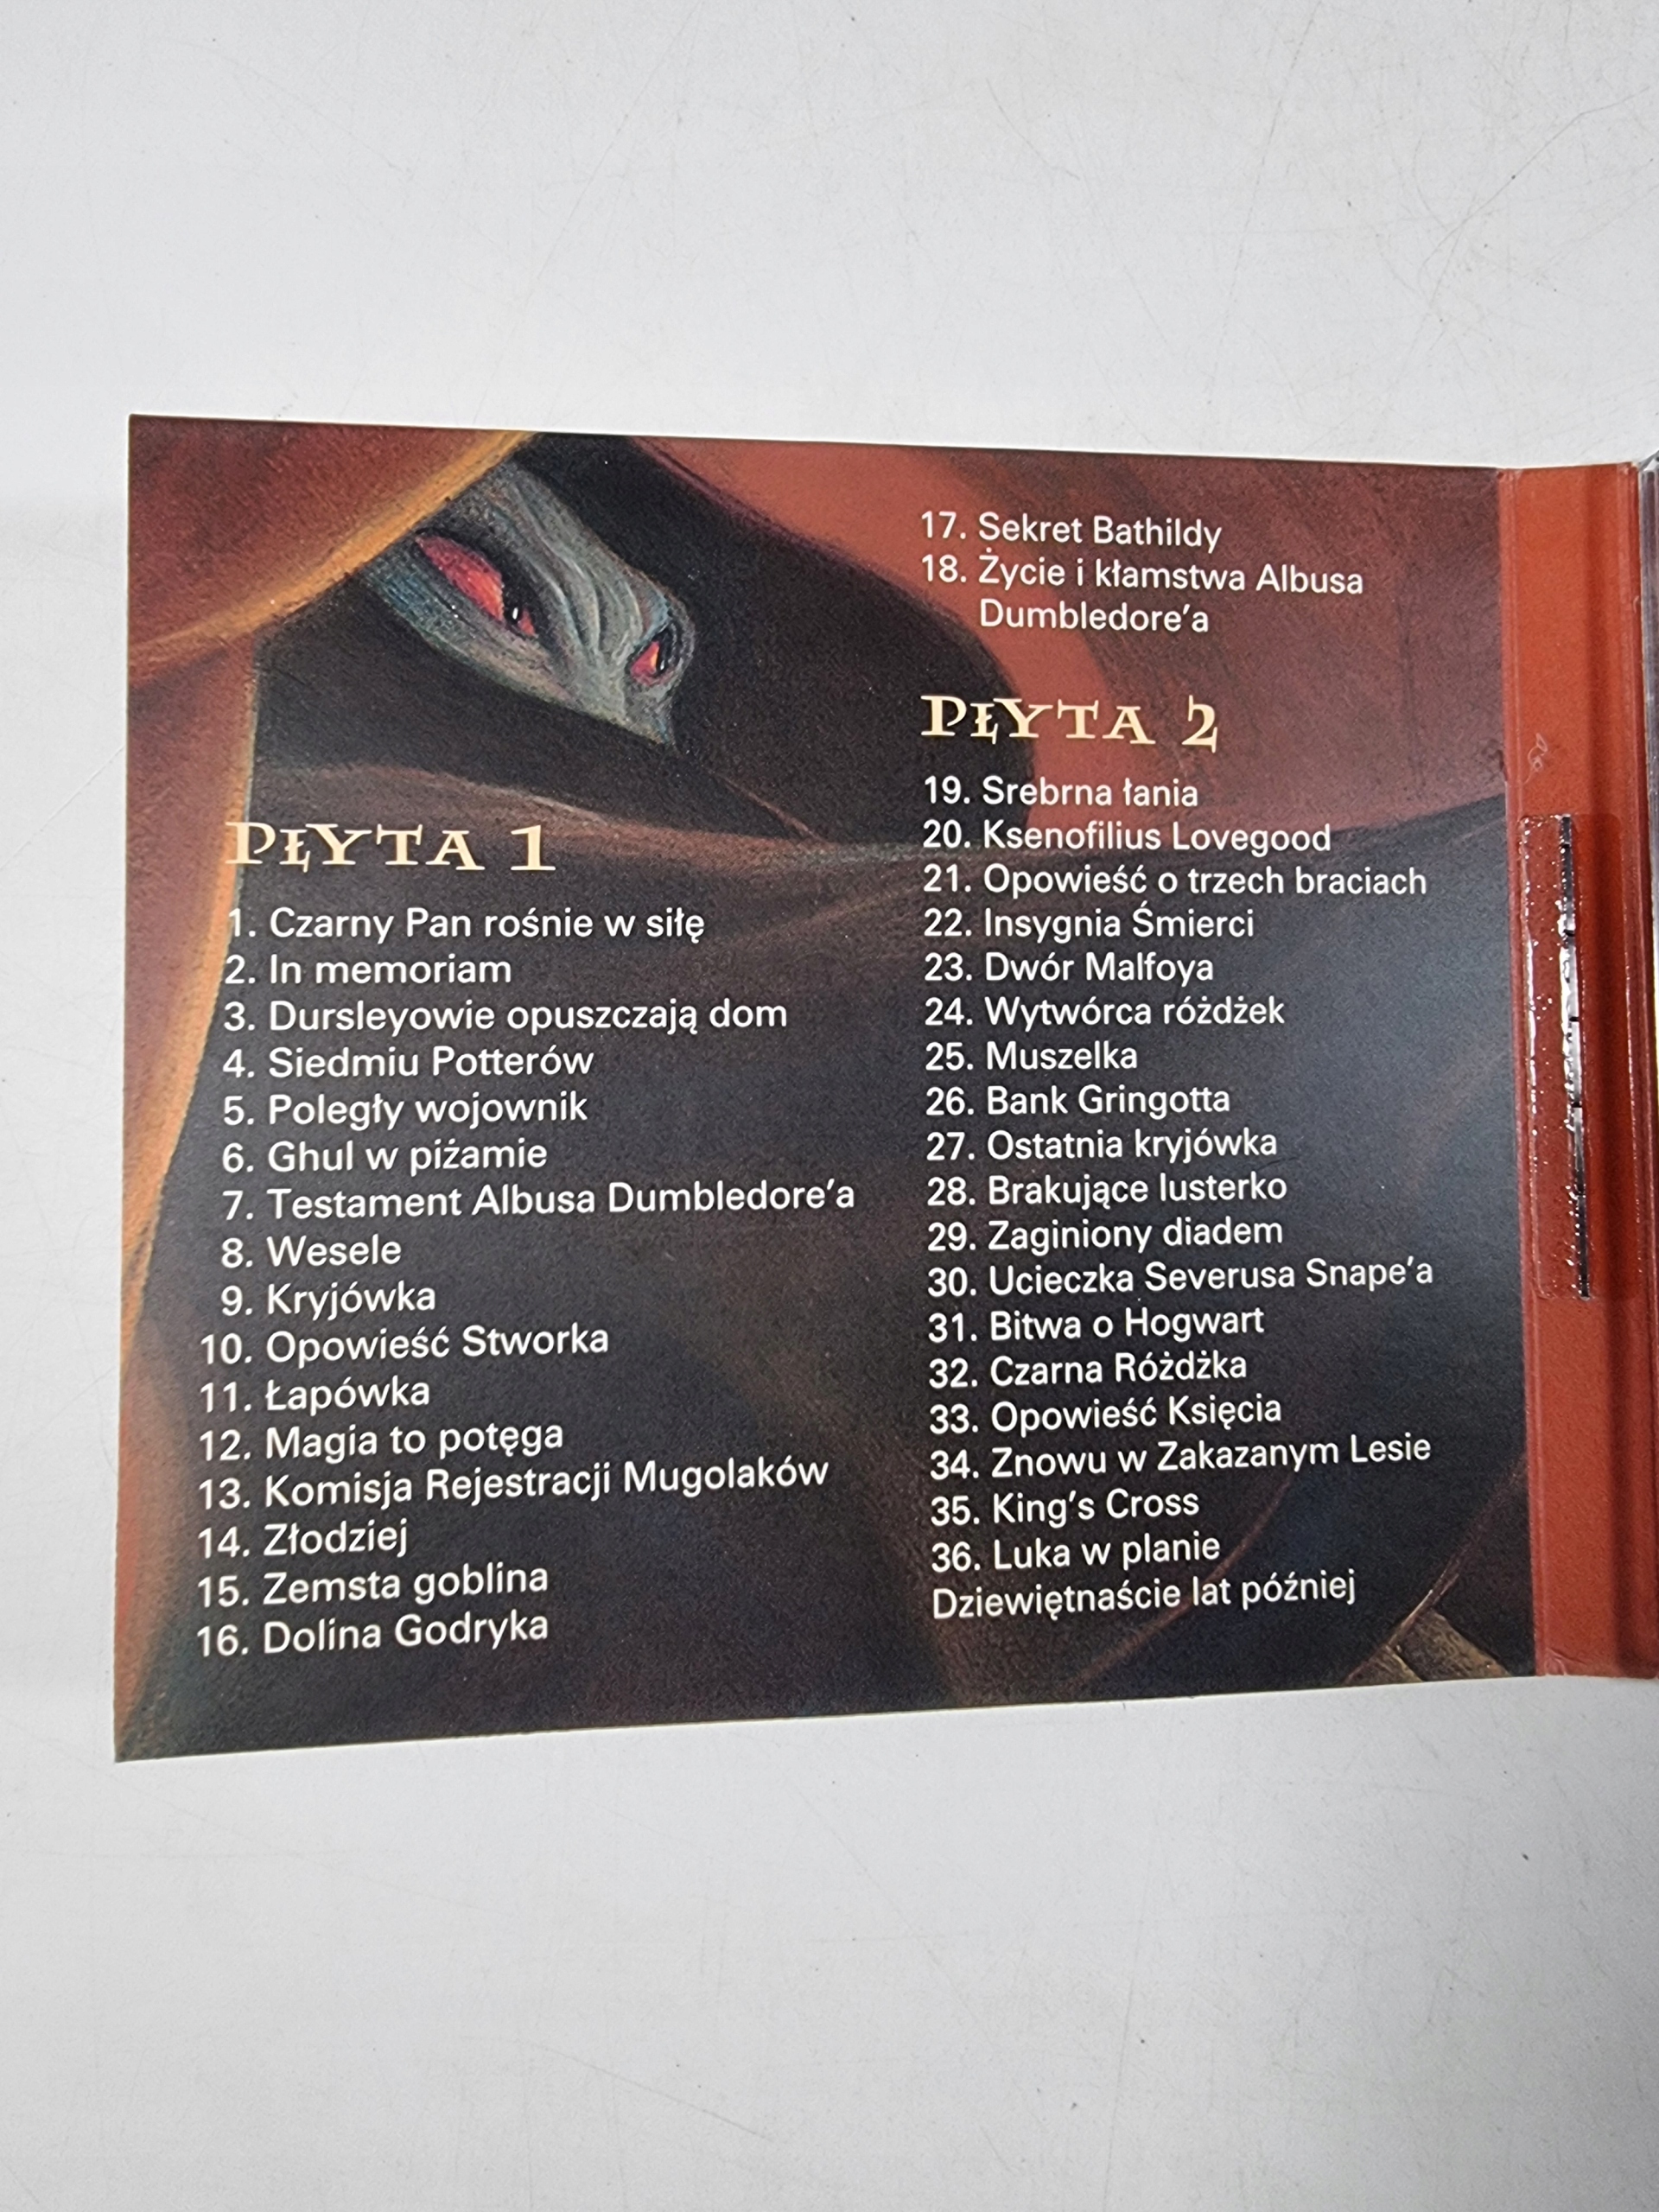 PŁYTA 1
1. Czarny Pan rośnie w siłę
2. In memoriam
3. Dursleyowie opuszczają dom
4. Siedmiu Potterów
5. Poległy wojownik
6. Ghul w piżamie
7. Testament Albusa Dumbledore'a
8. Wesele
9. Kryjówka
10. Opowieść Stworka
11. Łapówka
12. Magia to potęga
13. Komisja Rejestracji Mugolaków
14. Złodziej
15. Zemsta goblina
16. Dolina Godryka
17. Sekret Bathildy
18. Życie i kłamstwa Albusa
Dumbledore'a
PŁYTA 2
19. Srebrna łania
20. Ksenofilius Lovegood
21. Opowieść o trzech braciach
22. Insygnia Śmierci
23. Dwór Malfoya
24. Wytwórca różdżek
25. Muszelka
26. Bank Gringotta
27. Ostatnia kryjówka
28. Brakujące lusterko
29. Zaginiony diadem
30. Ucieczka Severusa Snape'a
31. Bitwa o Hogwart
32. Czarna Różdżka
33. Opowieść Księcia
34. Znowu w Zakazanym Lesie
35. King's Cross
36. Luka w planie
Dziewiętnaście lat później